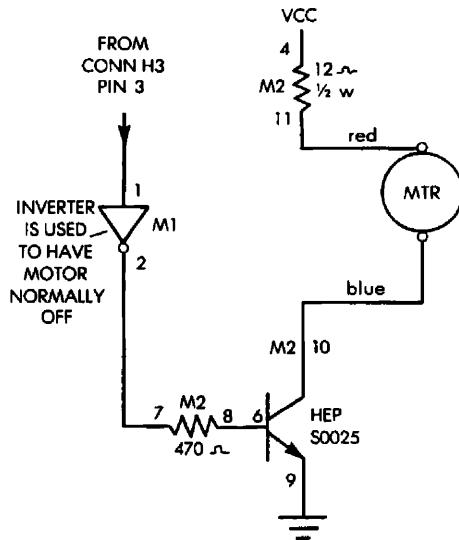 VCC
FROM
CONN H3
PIN 3
4
M2
12 Ω
½ W
11
red
MTR
1
INVERTER
IS USED
TO HAVE
MOTOR
NORMALLY
OFF
M1
2
blue
M2 10
M2
7
8
6
470 Ω
HEP
S0025
9